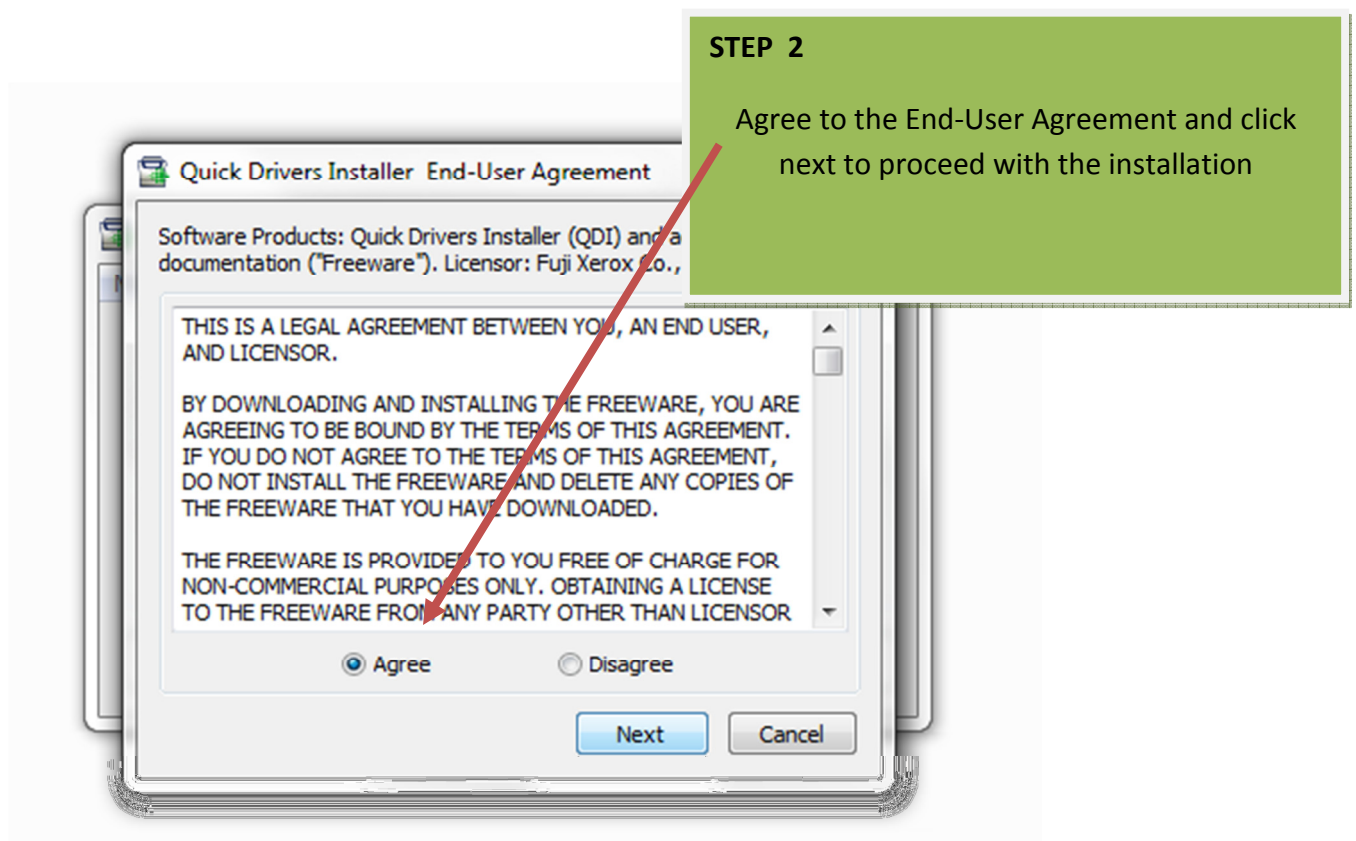 STEP 2
Agree to the End-User Agreement and click
next to proceed with the installation
Quick Drivers Installer End-User Agreement
Software Products: Quick Drivers Installer (QDI) and a
documentation ("Freeware"). Licensor: Fuji Xerox Co.,
THIS IS A LEGAL AGREEMENT BETWEEN YOU, AN END USER,
AND LICENSOR.
BY DOWNLOADING AND INSTALLING THE FREEWARE, YOU ARE
AGREEING TO BE BOUND BY THE TERMS OF THIS AGREEMENT.
IF YOU DO NOT AGREE TO THE TERMS OF THIS AGREEMENT,
DO NOT INSTALL THE FREEWARE AND DELETE ANY COPIES OF
THE FREEWARE THAT YOU HAVE DOWNLOADED.
THE FREEWARE IS PROVIDED TO YOU FREE OF CHARGE FOR
NON-COMMERCIAL PURPOSES ONLY. OBTAINING A LICENSE
TO THE FREEWARE FROM ANY PARTY OTHER THAN LICENSOR
Agree Disagree
Next Cancel